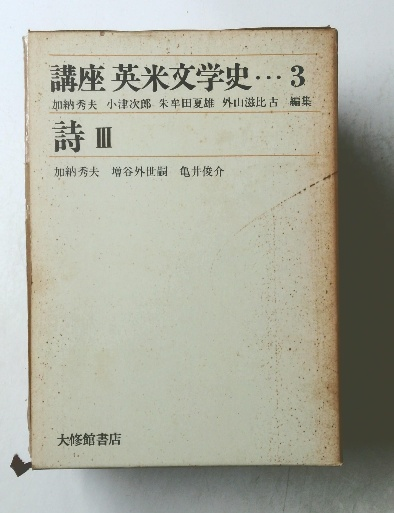 講座 英米文学史…3
加納秀夫 小津次郎 朱牟田夏雄 外山滋比古 編集
詩 III
加納秀夫 増谷外世嗣 亀井俊介
大修館書店